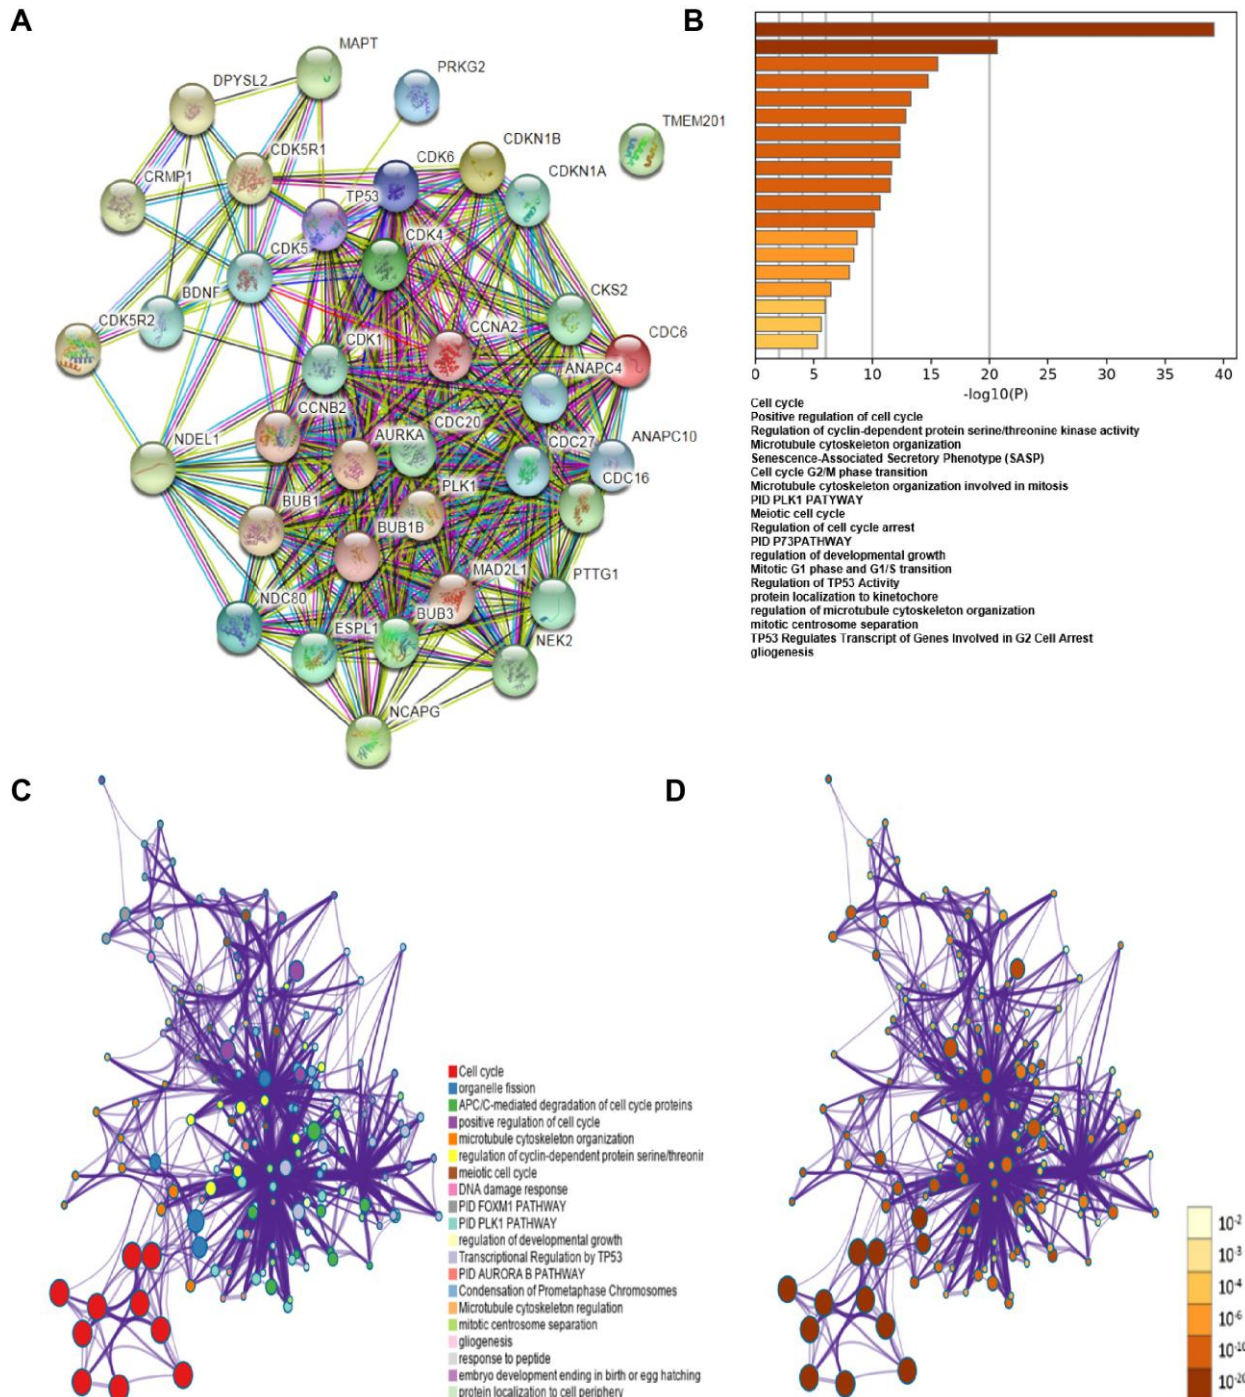 A
B
MAPT
PRKG2
DPYSL2
TMEM201
CDKN1B
CDK5R1
CDK6
CDKN1A
CRMP1
TP53
CDK4
CDK5
BDNF
CKS2
CDK5R2
CCNA2
CDC6
CDK1
ANAPC4
CCNB2
CDC20
NDEL1
AURKA
CDC27
ANAPC10
CDC16
PLK1
BUB1
BUB1B
MAD2L1
PTTG1
NDC80
BUB3
ESPL1
NEK2
NCAPG
0 5 10 15 20 25 30 35 40
-log10(P)
Cell cycle
Positive regulation of cell cycle
Regulation of cyclin-dependent protein serine/threonine kinase activity
Microtubule cytoskeleton organization
Senescence-Associated Secretory Phenotype (SASP)
Cell cycle G2/M phase transition
Microtubule cytoskeleton organization involved in mitosis
PID PLK1 PATYWAY
Meiotic cell cycle
Regulation of cell cycle arrest
PID P73PATHWAY
regulation of developmental growth
Mitotic G1 phase and G1/S transition
Regulation of TP53 Activity
protein localization to kinetochore
regulation of microtubule cytoskeleton organization
mitotic centrosome separation
TP53 Regulates Transcript of Genes Involved in G2 Cell Arrest
gliogenesis
C
D
Cell cycle
organelle fission
APC/C-mediated degradation of cell cycle proteins
positive regulation of cell cycle
microtubule cytoskeleton organization
regulation of cyclin-dependent protein serine/threonin
meiotic cell cycle
DNA damage response
PID FOXM1 PATHWAY
PID PLK1 PATHWAY
regulation of developmental growth
Transcriptional Regulation by TP53
PID AURORA B PATHWAY
Condensation of Prometaphase Chromosomes
Microtubule cytoskeleton regulation
mitotic centrosome separation
gliogenesis
response to peptide
embryo development ending in birth or egg hatching
protein localization to cell periphery
10-2
10-3
10-4
10-6
10-10
10-20